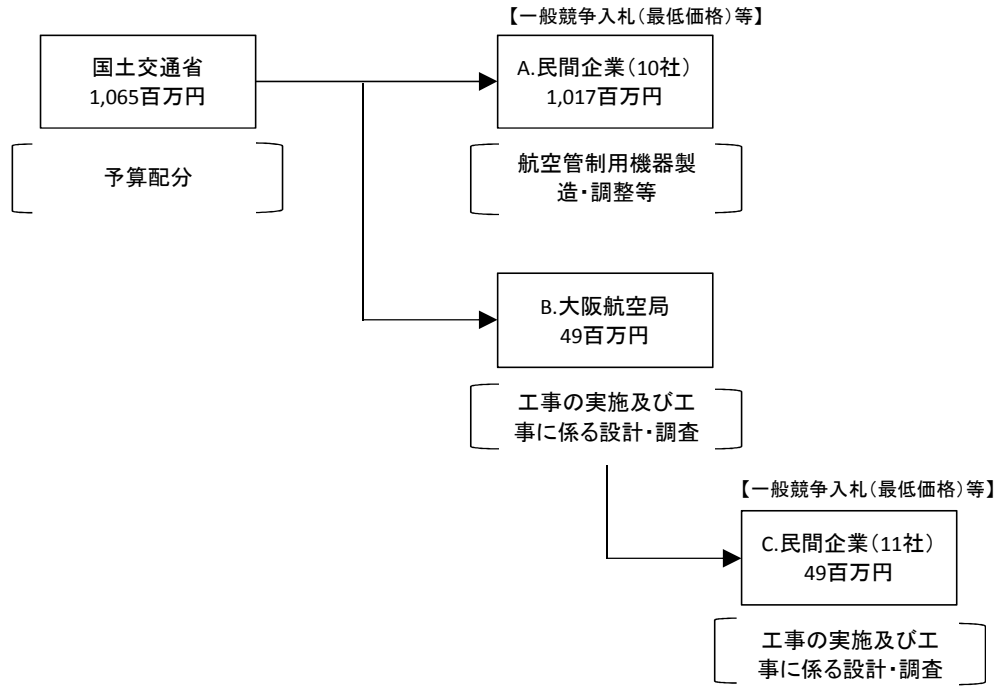 【一般競争入札（最低価格）等】
国土交通省
1,065百万円
A.民間企業（10社）
1,017百万円
予算配分
航空管制用機器製
造・調整等
B.大阪航空局
49百万円
工事の実施及び工
事に係る設計・調査
【一般競争入札（最低価格）等】
C.民間企業（11社）
49百万円
工事の実施及び工
事に係る設計・調査